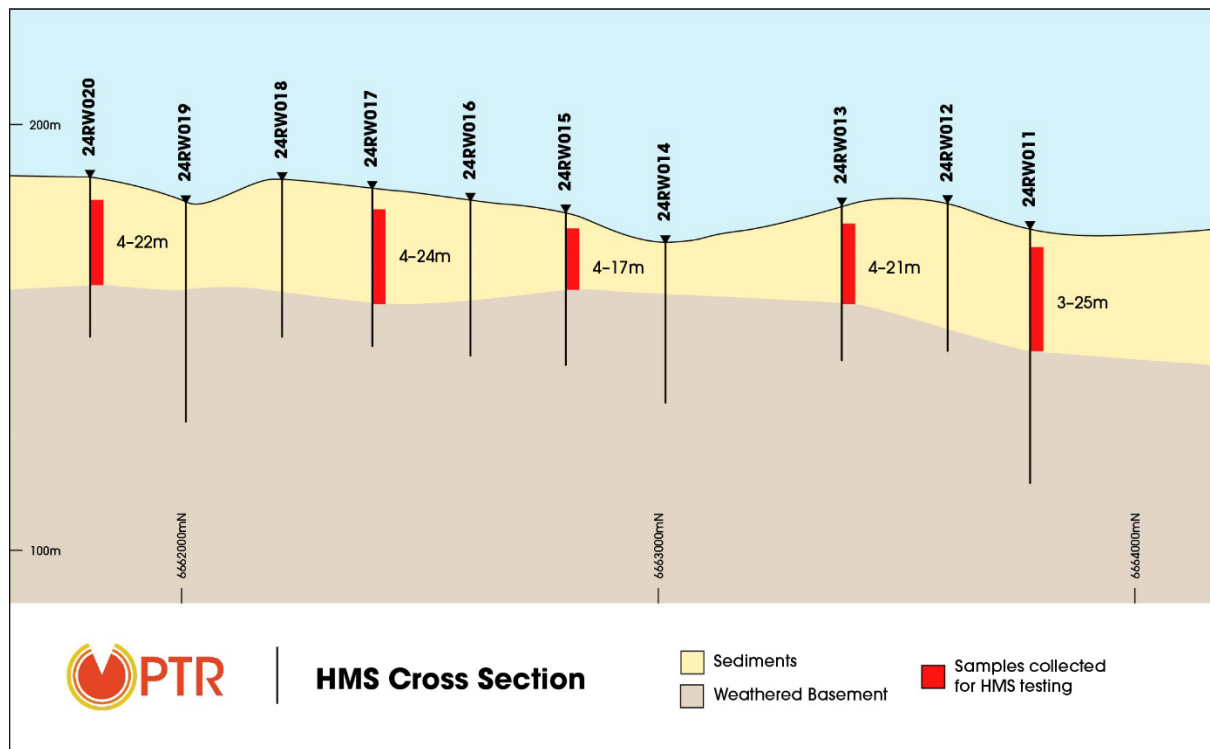 24RW020
24RW019
24RW018
24RW017
24RW016
24RW015
24RW014
24RW013
24RW012
24RW011
200m
4–22m
4–24m
4–17m
4–21m
3–25m
100m
6662000mN
6663000mN
6664000mN
PTR
HMS Cross Section
Sediments
Weathered Basement
Samples collected
for HMS testing